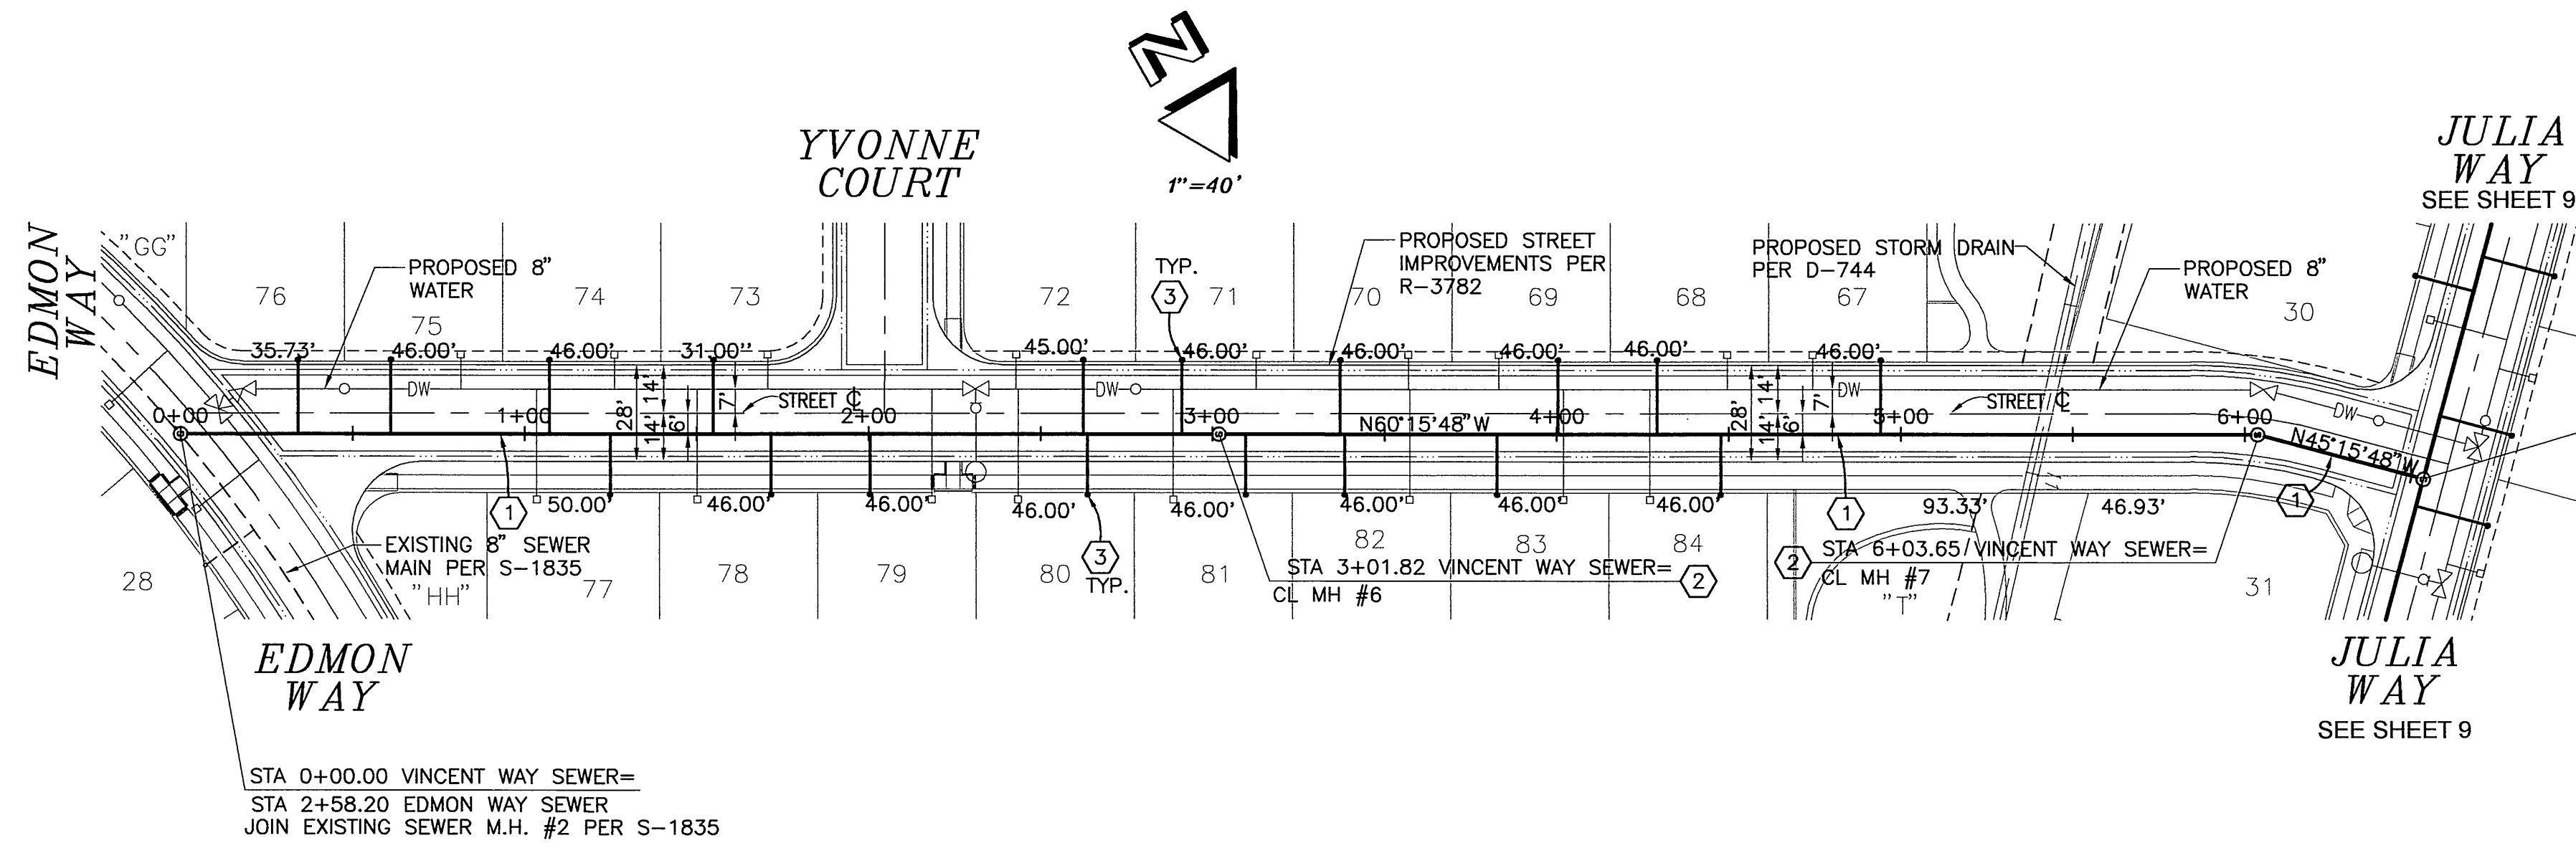 N
1"=40'
EDMON
WAY
YVONNE
COURT
JULIA
WAY
SEE SHEET 9
"GG"
76
75
74
73
72
71
70
69
68
67
30
PROPOSED 8"
WATER
TYP.
3
PROPOSED STREET
IMPROVEMENTS PER
R-3782
PROPOSED STORM DRAIN
PER D-744
PROPOSED 8"
WATER
35.73'
46.00'
46.00'
31.00"
45.00'
46.00'
46.00'
46.00'
46.00'
46.00'
DW
DW
DW
DW
28'
14'
14'
6'
7'
STREET ℄
28'
14'
14'
6'
7'
STREET ℄
0+00
1+00
2+00
3+00
4+00
5+00
6+00
N60°15'48"W
N45°15'48"W
S
S
S
S
1
1
1
50.00'
46.00'
46.00'
46.00'
46.00'
46.00'
46.00'
46.00'
93.33'
46.93'
EXISTING 8" SEWER
MAIN PER S-1835
"HH"
28
77
78
79
80
81
82
83
84
"T"
31
3
TYP.
STA 3+01.82 VINCENT WAY SEWER=
CL MH #6
2
2
STA 6+03.65 VINCENT WAY SEWER=
CL MH #7
EDMON
WAY
JULIA
WAY
SEE SHEET 9
STA 0+00.00 VINCENT WAY SEWER=
STA 2+58.20 EDMON WAY SEWER
JOIN EXISTING SEWER M.H. #2 PER S-1835